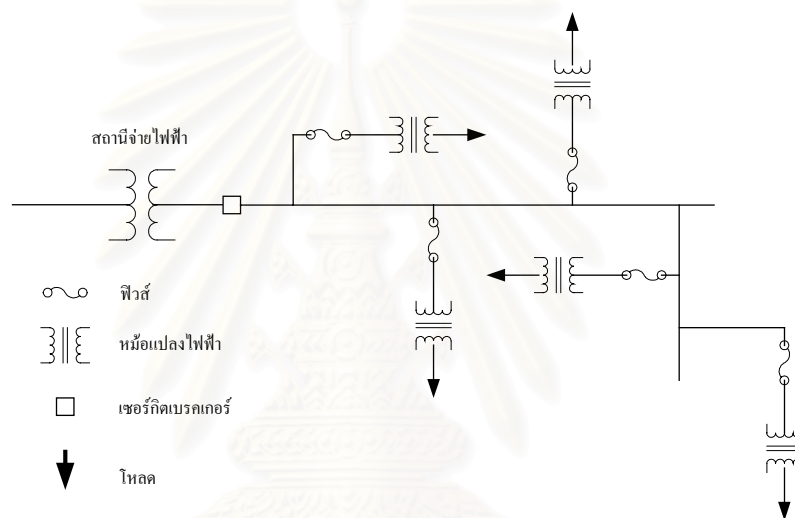 สถานีจ่ายไฟฟ้า
ฟิวส์
หม้อแปลงไฟฟ้า
เซอร์กิตเบรคเกอร์
โหลด